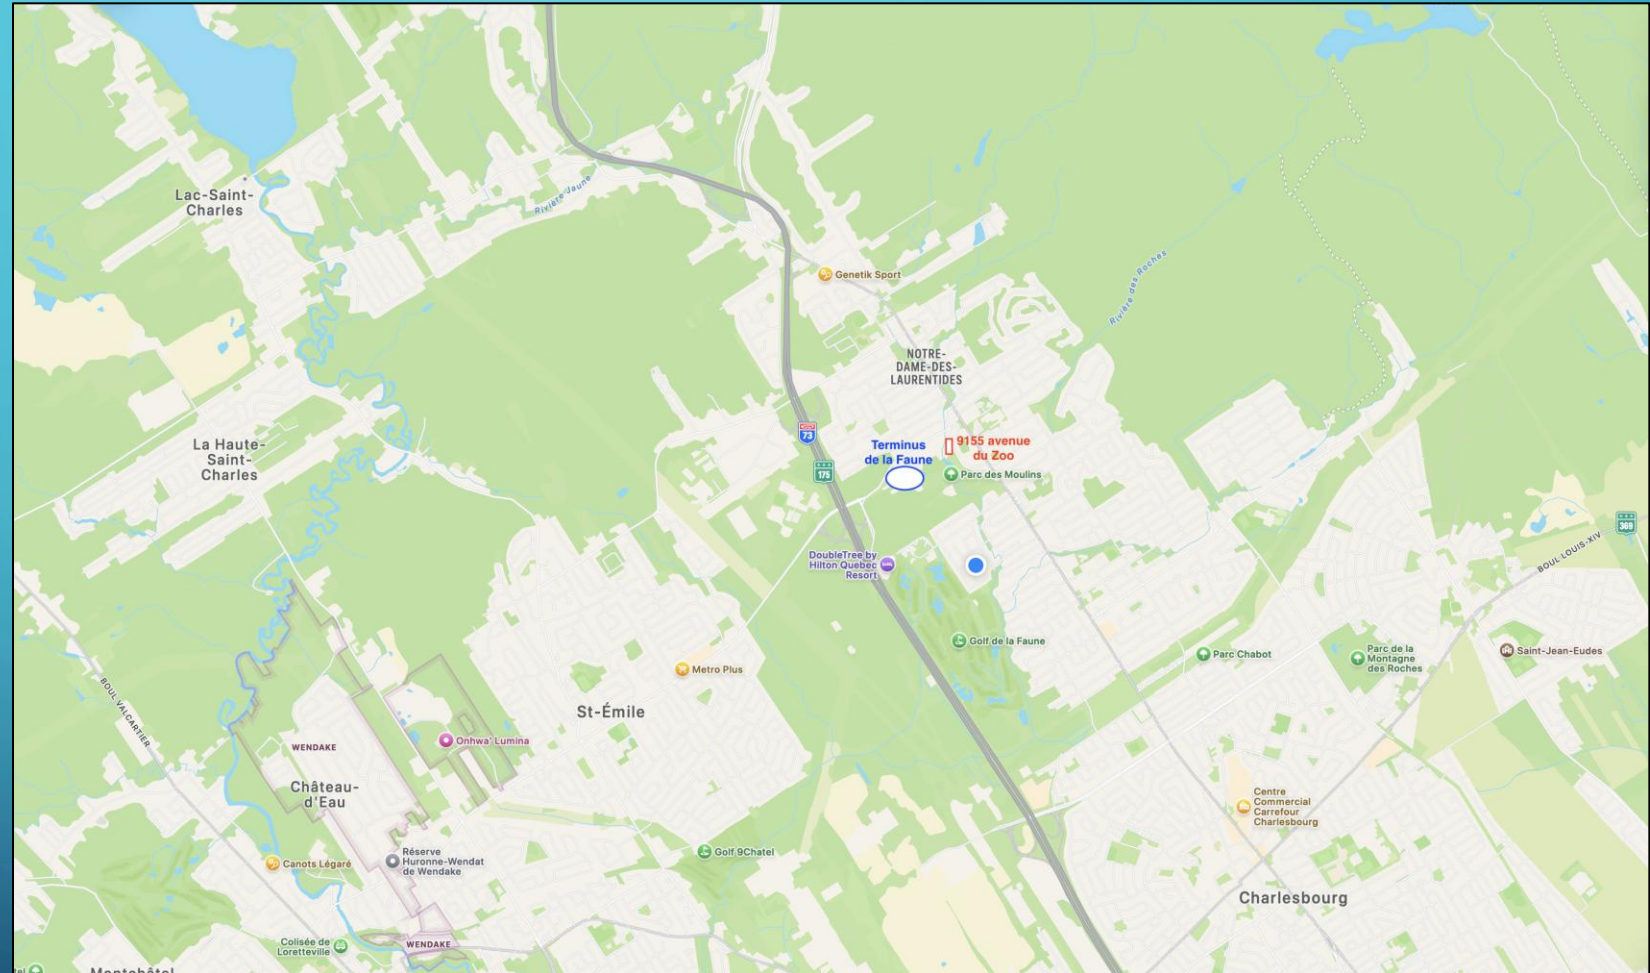 Lac-Saint-
Charles
Rivière Jaune
Genetik Sport
Rivière des Roches
NOTRE-
DAME-DES-
LAURENTIDES
La Haute-
Saint-
Charles
73
175
Terminus
de la Faune
9155 avenue
du Zoo
Parc des Moulins
369
BOUL LOUIS-XIV
DoubleTree by
Hilton Quebec
Resort
Golf de la Faune
Parc Chabot
Parc de la
Montagne
des Roches
Saint-Jean-Eudes
Metro Plus
St-Émile
BOUL VALCARTIER
WENDAKE
Onhwa' Lumina
Château-
d'Eau
Centre
Commercial
Carrefour
Charlesbourg
Canots Légaré
Réserve
Huronne-Wendat
de Wendake
Golf 9Chatel
Charlesbourg
Colisée de
Loretteville
WENDAKE